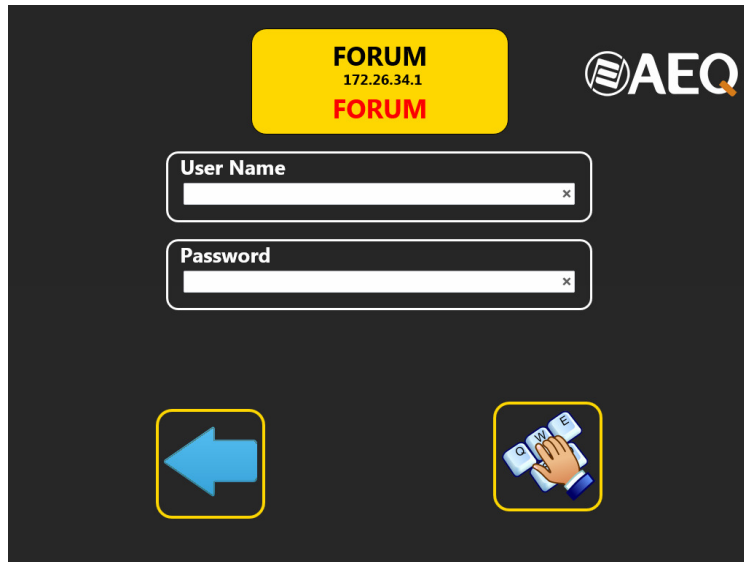 FORUM
172.26.34.1
FORUM
AEQ
User Name
×
Password
×
Q W E